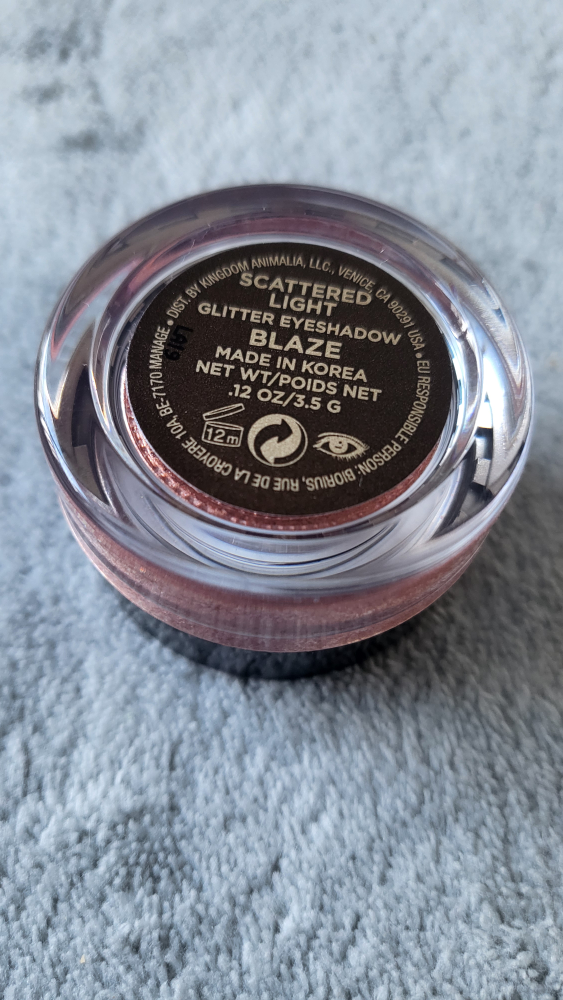 DIST. BY KINGDOM ANIMALIA, LLC., VENICE, CA 90291 USA • EU RESPONSIBLE PERSON: BIORIUS, RUE DE LA CROYERE 10A, BE-7170 MANAGE •
SCATTERED
LIGHT
GLITTER EYESHADOW
BLAZE
MADE IN KOREA
NET WT/POIDS NET
.12 OZ/3.5 G
12m